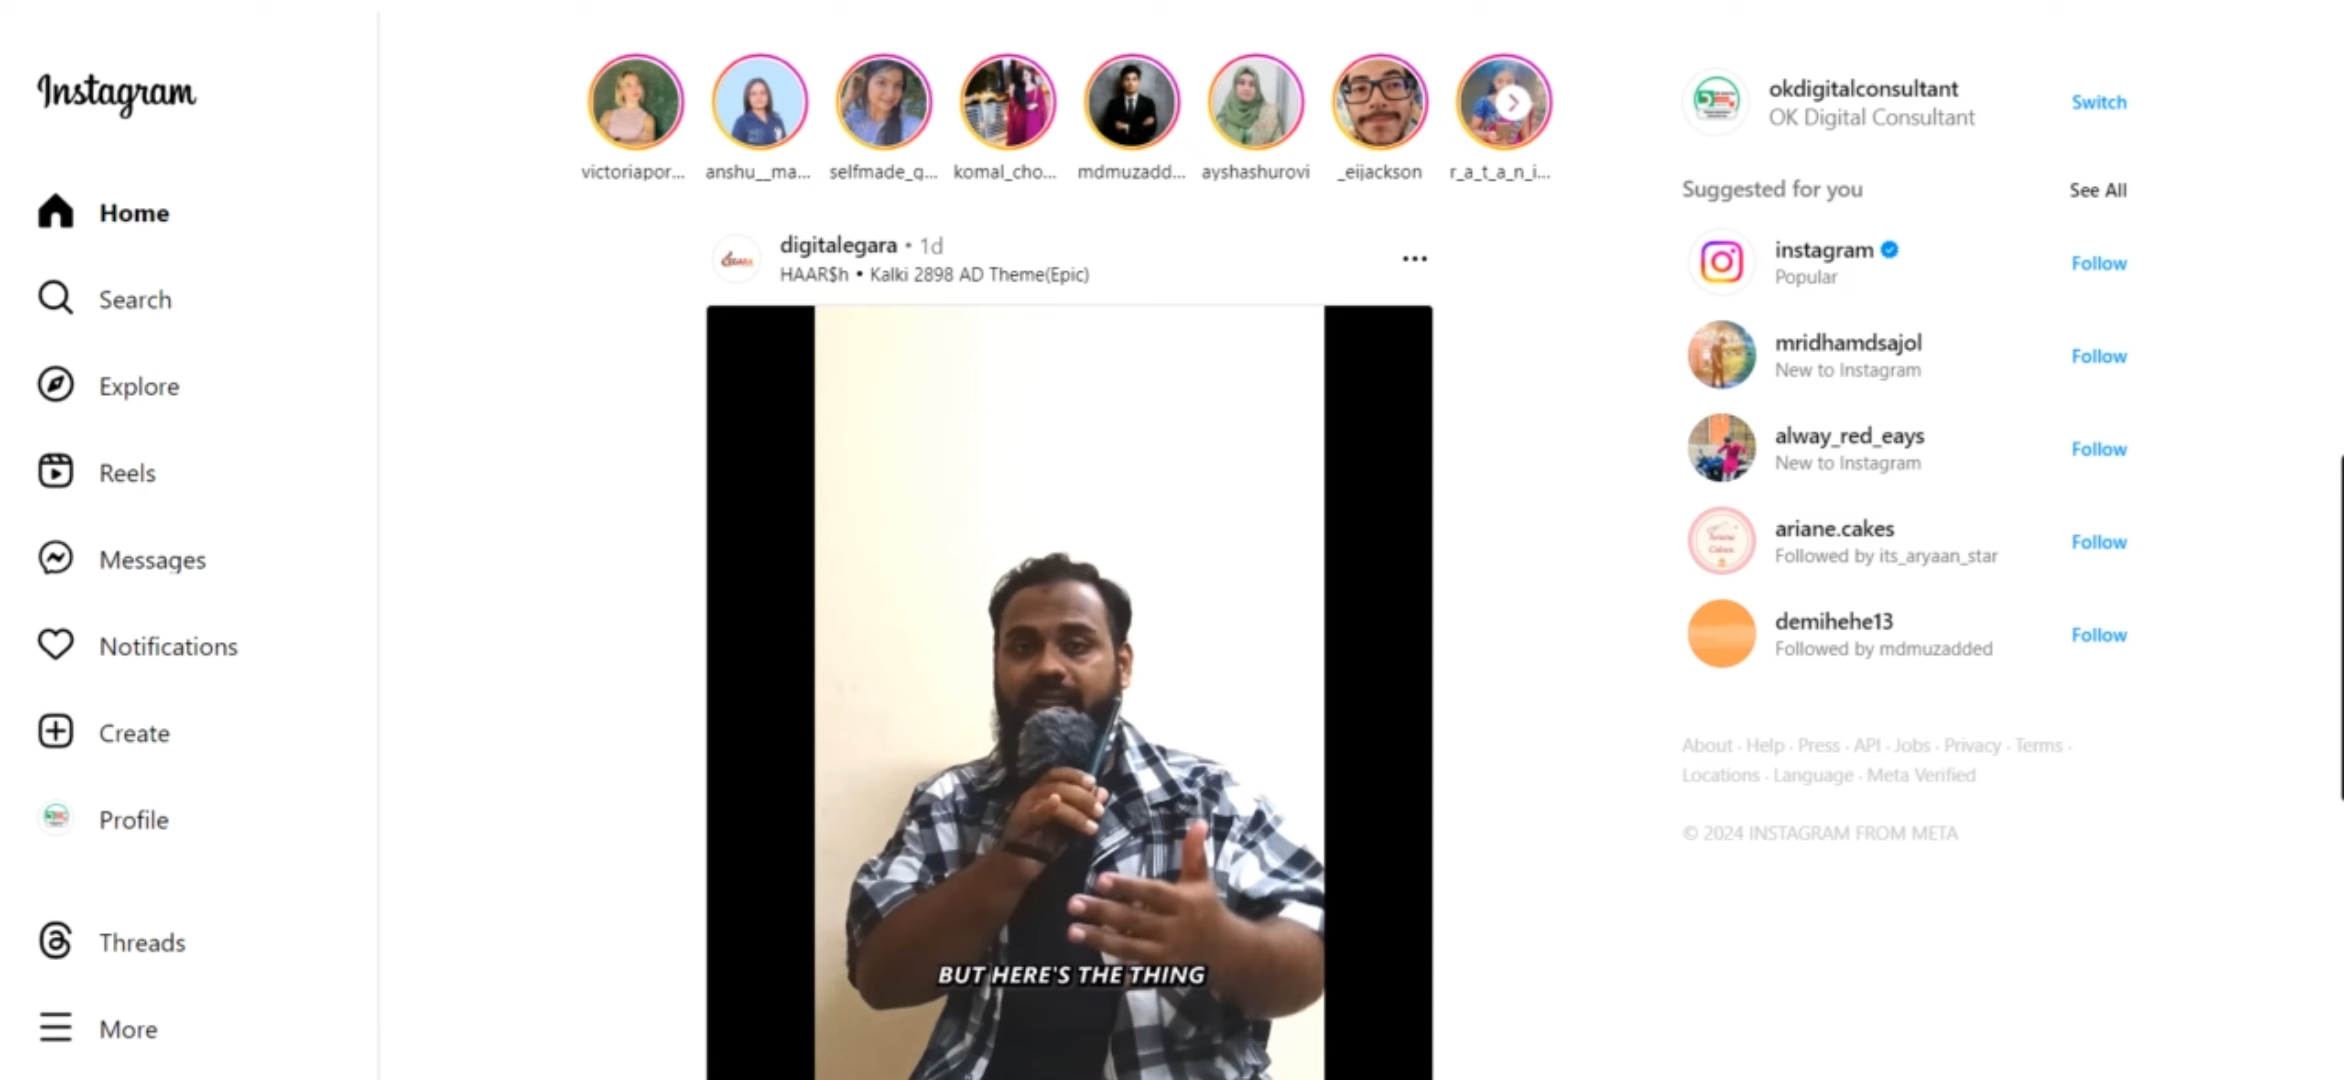 Instagram
Home
Search
Explore
Reels
Messages
Notifications
Create
Profile
Threads
More
victoriapor...
anshu__ma...
selfmade_q...
komal_cho...
mdmuzadd...
ayshashurovi
_eijackson
r_a_t_a_n_i...
digitalegara • 1d
HAAR$h • Kalki 2898 AD Theme(Epic)
BUT HERE'S THE THING
okdigitalconsultant
OK Digital Consultant
Switch
Suggested for you
See All
instagram
Popular
Follow
mridhamdsajol
New to Instagram
Follow
alway_red_eays
New to Instagram
Follow
ariane.cakes
Followed by its_aryaan_star
Follow
demihehe13
Followed by mdmuzadded
Follow
About · Help · Press · API · Jobs · Privacy · Terms ·
Locations · Language · Meta Verified
© 2024 INSTAGRAM FROM META